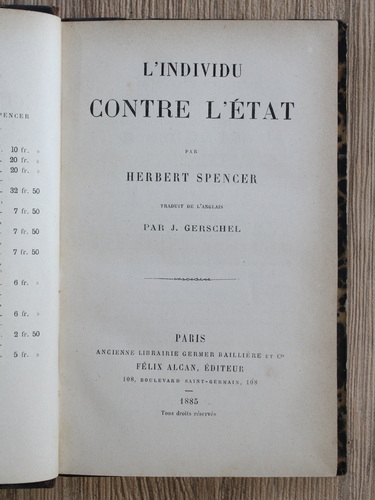 PENCER
10 fr. »
20 fr. »
20 fr. »
32 fr. 50
7 fr. 50
7 fr. 50
7 fr. 50
6 fr. »
6 fr. »
2 fr. 50
5 fr. »
L'INDIVIDU
CONTRE L'ÉTAT
PAR
HERBERT SPENCER
TRADUIT DE L'ANGLAIS
PAR J. GERSCHEL
PARIS
ANCIENNE LIBRAIRIE GERMER BAILLIÈRE ET Cie
FÉLIX ALCAN, ÉDITEUR
108, BOULEVARD SAINT-GERMAIN, 108
1885
Tous droits réservés